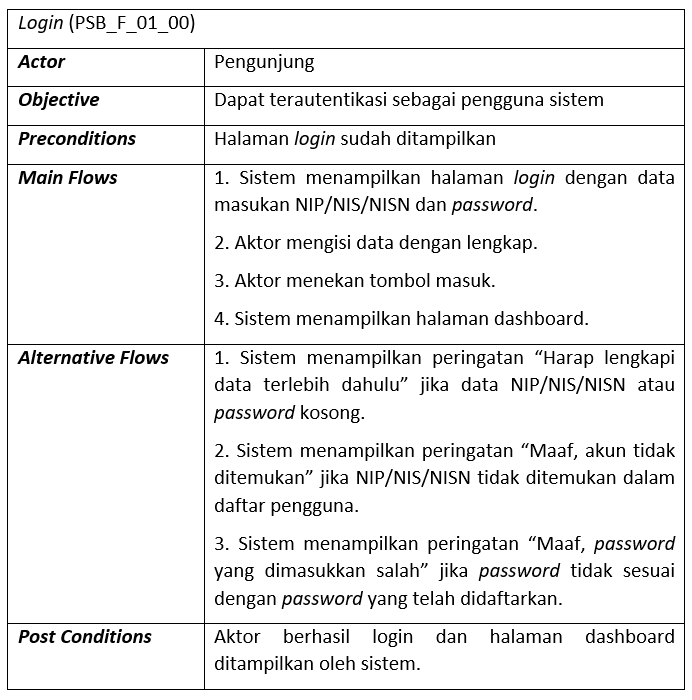 Login (PSB_F_01_00)
Actor
Pengunjung
Objective
Dapat terautentikasi sebagai pengguna sistem
Preconditions
Halaman login sudah ditampilkan
Main Flows
1. Sistem menampilkan halaman login dengan data
masukan NIP/NIS/NISN dan password.
2. Aktor mengisi data dengan lengkap.
3. Aktor menekan tombol masuk.
4. Sistem menampilkan halaman dashboard.
Alternative Flows
1. Sistem menampilkan peringatan “Harap lengkapi
data terlebih dahulu” jika data NIP/NIS/NISN atau
password kosong.
2. Sistem menampilkan peringatan “Maaf, akun tidak
ditemukan” jika NIP/NIS/NISN tidak ditemukan dalam
daftar pengguna.
3. Sistem menampilkan peringatan “Maaf, password
yang dimasukkan salah” jika password tidak sesuai
dengan password yang telah didaftarkan.
Post Conditions
Aktor berhasil login dan halaman dashboard
ditampilkan oleh sistem.